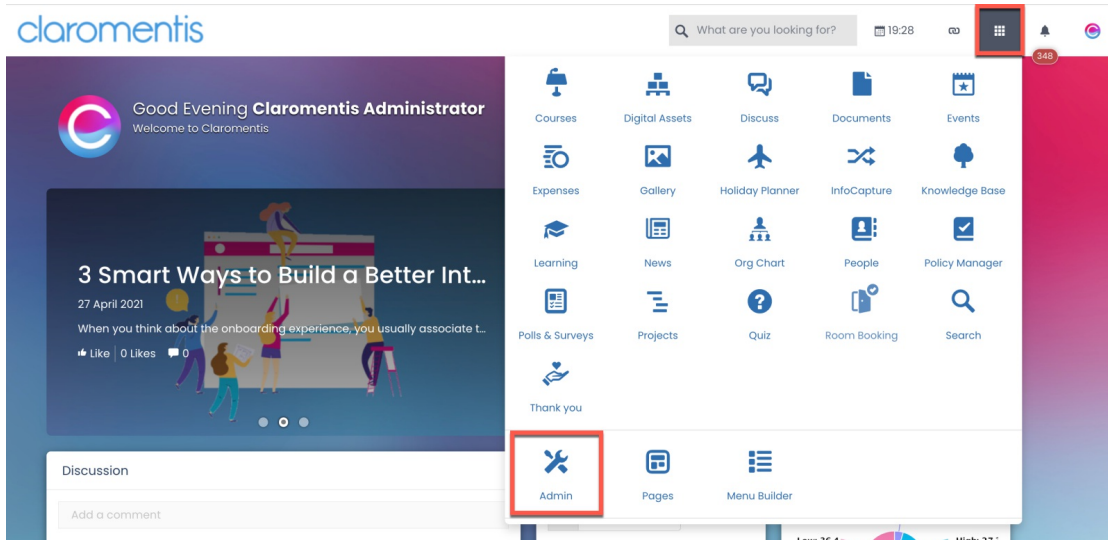 claromentis
What are you looking for?
19:28
348
Good Evening Claromentis Administrator
Welcome to Claromentis
3 Smart Ways to Build a Better Int...
27 April 2021
When you think about the onboarding experience, you usually associate t...
Like 0 Likes 0
Discussion
Add a comment
Courses Digital Assets Discuss Documents Events
Expenses Gallery Holiday Planner InfoCapture Knowledge Base
Learning News Org Chart People Policy Manager
Polls & Surveys Projects Quiz Room Booking Search
Thank you
Admin Pages Menu Builder